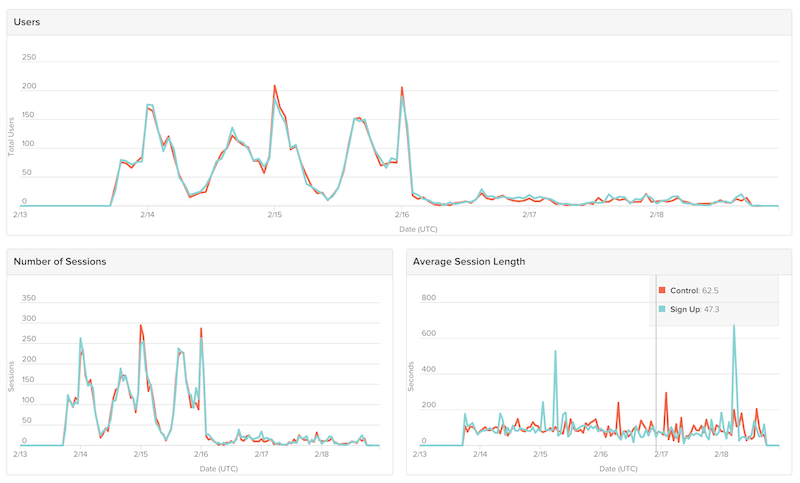 Users
250
200
150
100
50
0
Total Users
2/13 2/14 2/15 2/16 2/17 2/18
Date (UTC)
Number of Sessions
350
300
250
200
150
100
50
0
Sessions
2/13 2/14 2/15 2/16 2/17 2/18
Date (UTC)
Average Session Length
Control: 62.5
Sign Up: 47.3
800
600
400
200
0
Seconds
2/13 2/14 2/15 2/16 2/17 2/18
Date (UTC)